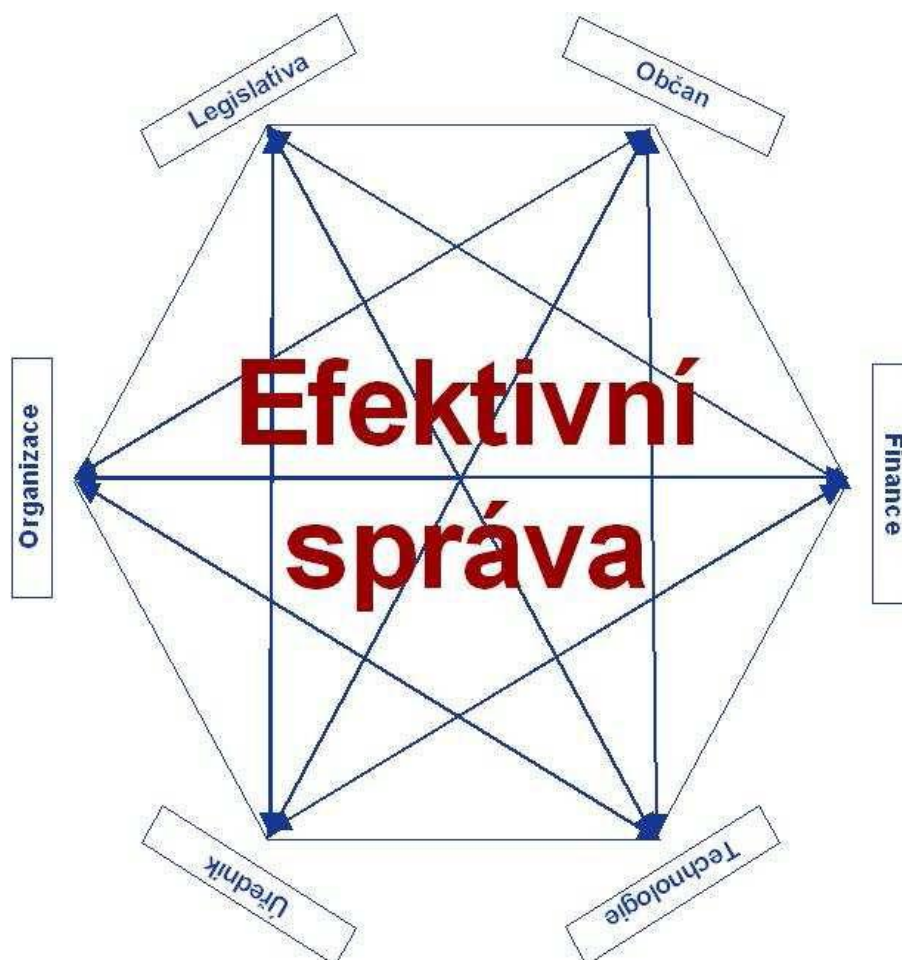 Legislativa
Občan
Organizace
Efektivní
správa
Finance
Úředník
Technologie